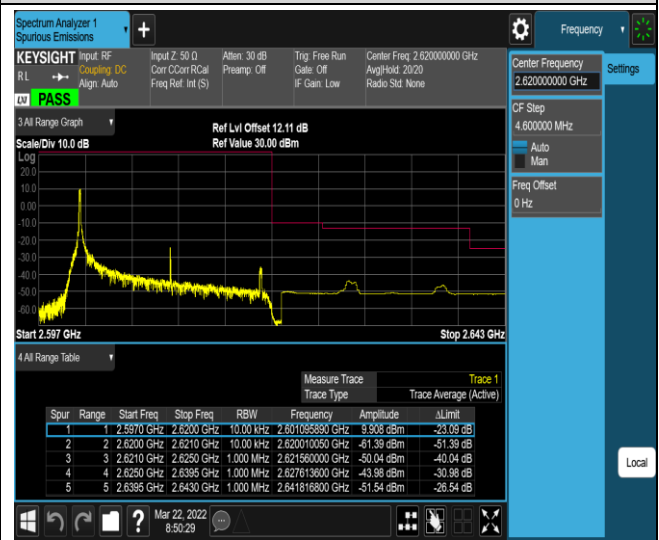 Spectrum Analyzer 1
Spurious Emissions
Frequency
KEYSIGHT Input: RF Input Z: 50 Ω Atten: 30 dB Trig: Free Run Center Freq: 2.620000000 GHz
RL Coupling: DC Corr CCorr RCal Preamp: Off Gate: Off Avg|Hold: 20/20
Align: Auto Freq Ref: Int (S) IF Gain: Low Radio Std: None
LXI PASS
3 All Range Graph
Ref Lvl Offset 12.11 dB
Scale/Div 10.0 dB Ref Value 30.00 dBm
Log
20.0
10.0
0.00
-10.0
-20.0
-30.0
-40.0
-50.0
-60.0
Start 2.597 GHz Stop 2.643 GHz
4 All Range Table
Measure Trace Trace 1
Trace Type Trace Average (Active)
Spur Range Start Freq Stop Freq RBW Frequency Amplitude ΔLimit
1 1 2.5970 GHz 2.6200 GHz 10.00 kHz 2.601095890 GHz 9.908 dBm -23.09 dB
2 2 2.6200 GHz 2.6210 GHz 10.00 kHz 2.620010050 GHz -61.39 dBm -51.39 dB
3 3 2.6210 GHz 2.6250 GHz 1.000 MHz 2.621560000 GHz -50.04 dBm -40.04 dB
4 4 2.6250 GHz 2.6395 GHz 1.000 MHz 2.627613600 GHz -43.98 dBm -30.98 dB
5 5 2.6395 GHz 2.6430 GHz 1.000 MHz 2.641816800 GHz -51.54 dBm -26.54 dB
Mar 22, 2022
8:50:29
Center Frequency
2.620000000 GHz
Settings
CF Step
4.600000 MHz
Auto
Man
Freq Offset
0 Hz
Local